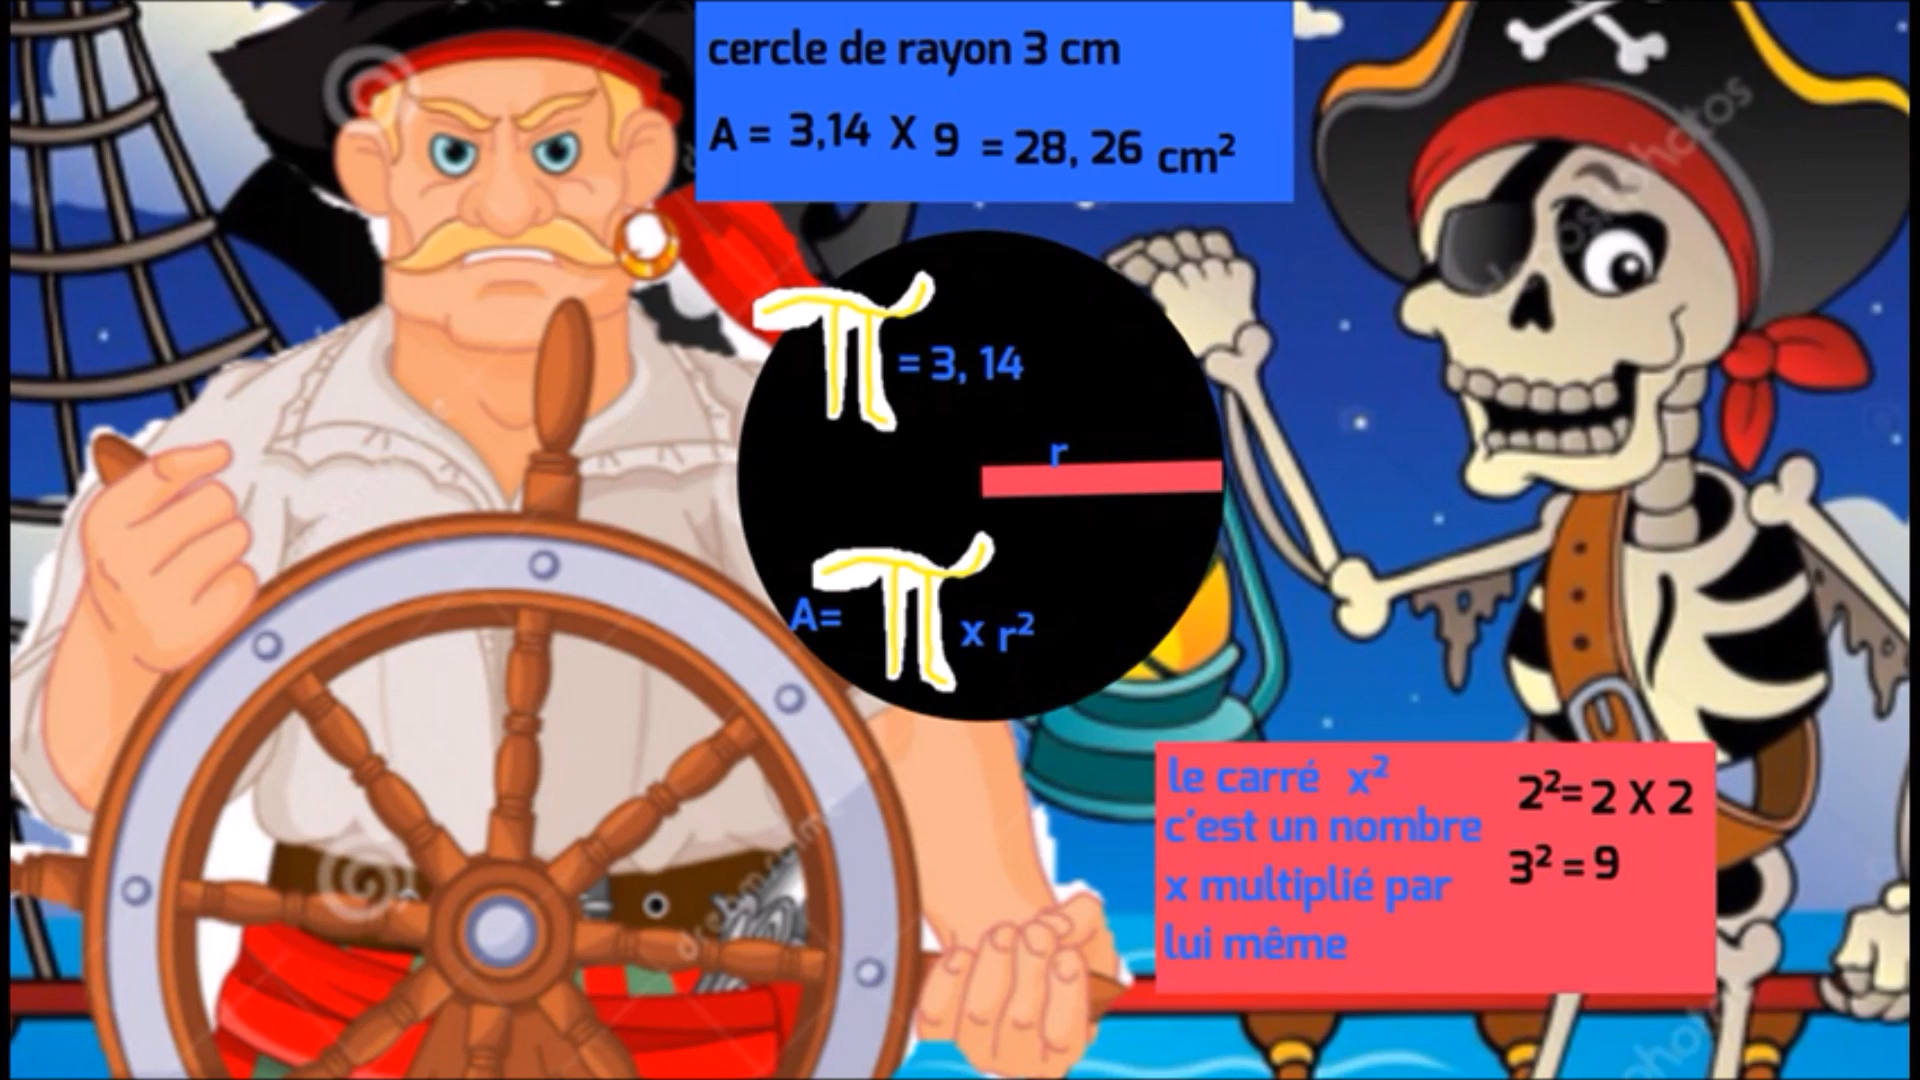 cercle de rayon 3 cm
A = 3,14 X 9 = 28, 26 cm²
π = 3, 14
r
A= π x r²
le carré x²
c'est un nombre
x multiplié par
lui même
2²= 2 X 2
3² = 9